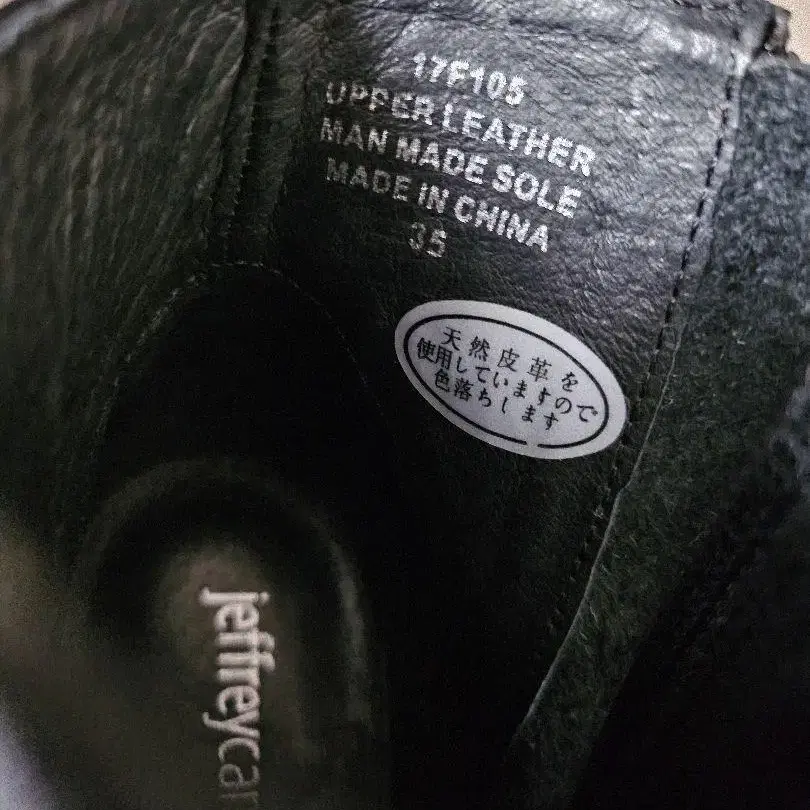 17F105
UPPER LEATHER
MAN MADE SOLE
MADE IN CHINA
35
天然皮革を
使用していますので
色落ちします
jeffreycam